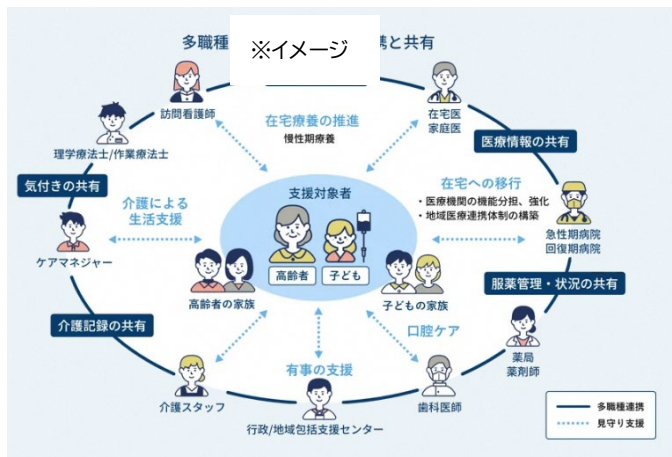 多職種
※イメージ
携と共有
訪問看護師
在宅医
家庭医
理学療法士/作業療法士
在宅療養の推進
慢性期療養
医療情報の共有
気付きの共有
介護による
生活支援
支援対象者
在宅への移行
・医療機関の機能分担、強化
・地域医療連携体制の構築
急性期病院
回復期病院
ケアマネジャー
高齢者
子ども
高齢者の家族
子どもの家族
服薬管理・状況の共有
介護記録の共有
口腔ケア
薬局
薬剤師
有事の支援
介護スタッフ
行政/地域包括支援センター
歯科医師
多職種連携
見守り支援